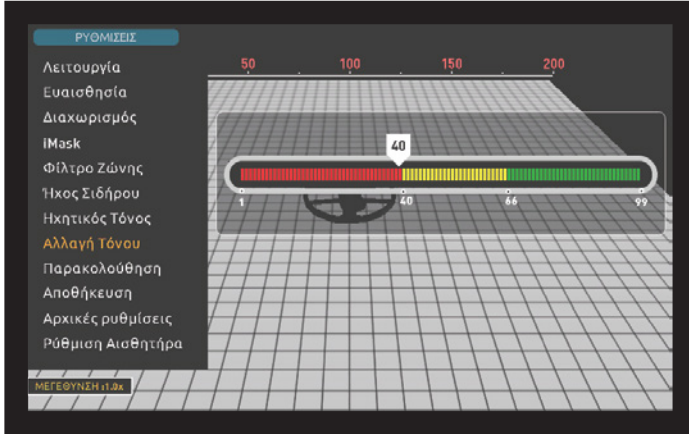 ΡΥΘΜΙΣΕΙΣ
Λειτουργία
Ευαισθησία
Διαχωρισμός
iMask
Φίλτρο Ζώνης
Ήχος Σιδήρου
Ηχητικός Τόνος
Αλλαγή Τόνου
Παρακολούθηση
Αποθήκευση
Αρχικές ρυθμίσεις
Ρύθμιση Αισθητήρα
ΜΕΓΕΘΥΝΣΗ :1.0x
50 100 150 200
40
1 40 66 99